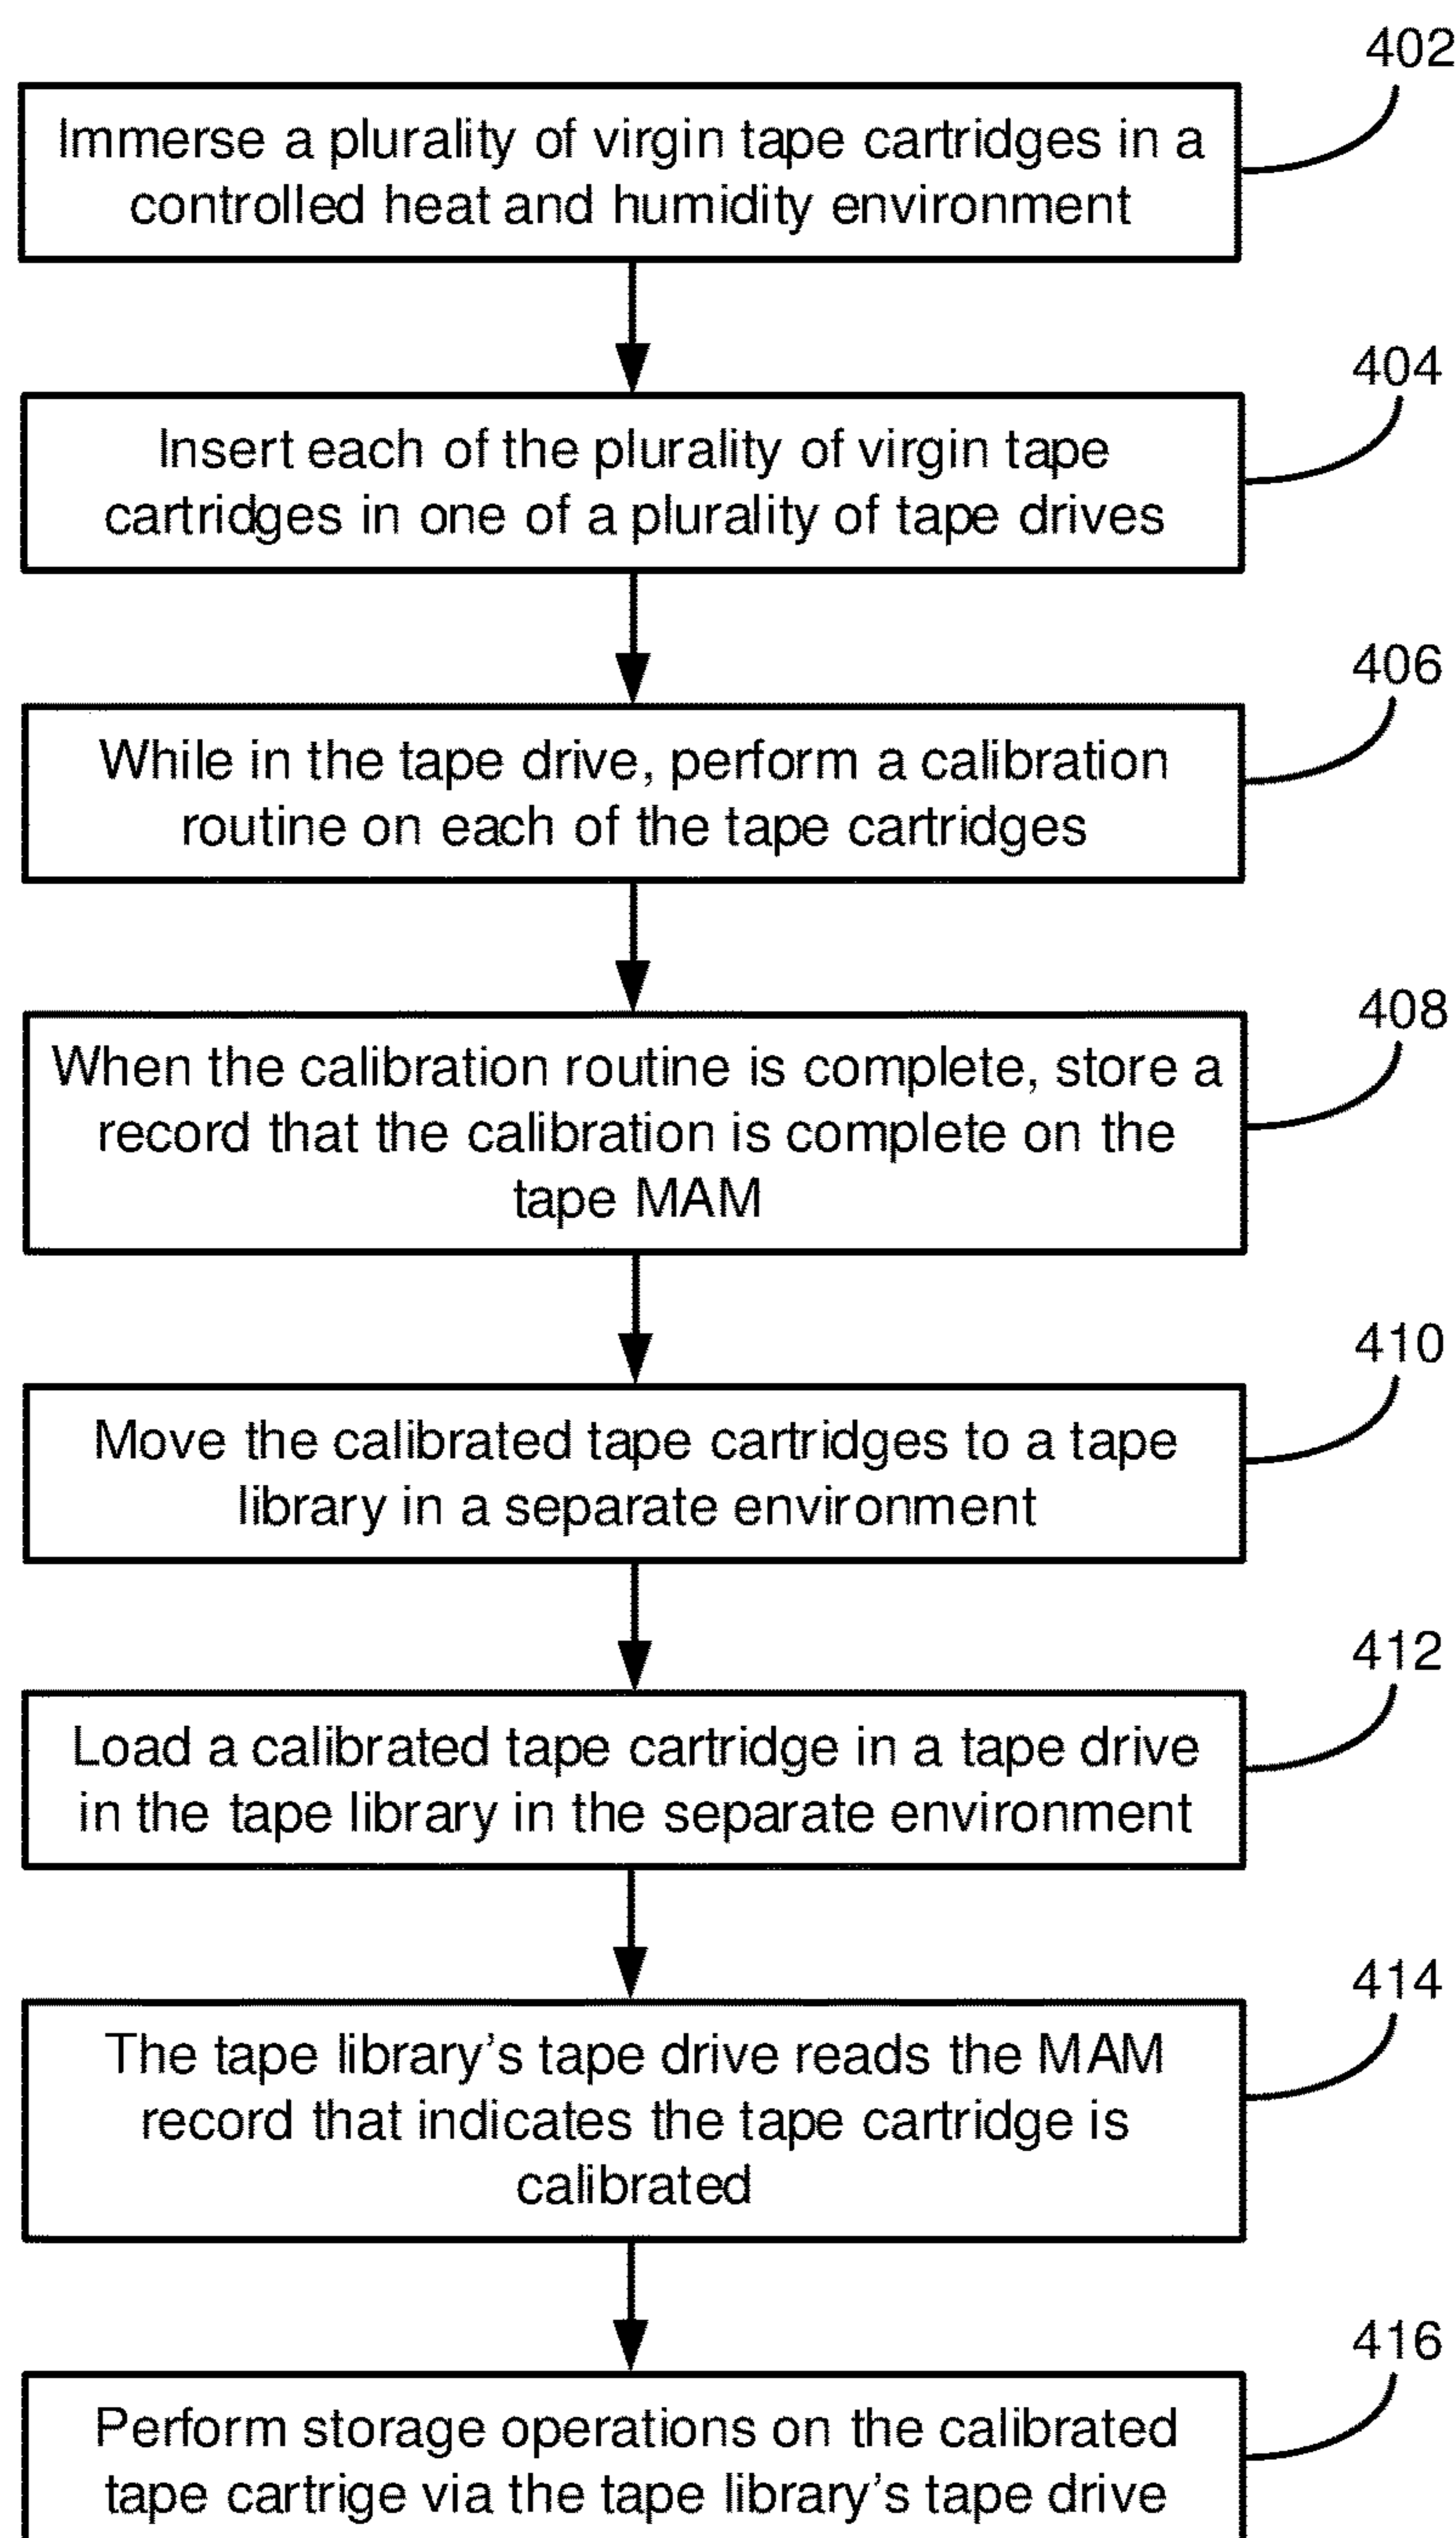 402
Immerse a plurality of virgin tape cartridges in a
controlled heat and humidity environment
404
Insert each of the plurality of virgin tape
cartridges in one of a plurality of tape drives
406
While in the tape drive, perform a calibration
routine on each of the tape cartridges
408
When the calibration routine is complete, store a
record that the calibration is complete on the
tape MAM
410
Move the calibrated tape cartridges to a tape
library in a separate environment
412
Load a calibrated tape cartridge in a tape drive
in the tape library in the separate environment
414
The tape library’s tape drive reads the MAM
record that indicates the tape cartridge is
calibrated
416
Perform storage operations on the calibrated
tape cartrige via the tape library’s tape drive